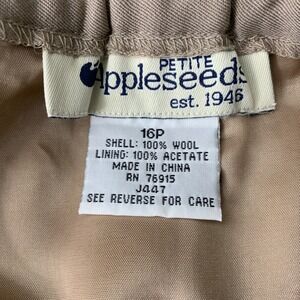 PETITE
Appleseeds
est. 1946
16P
SHELL: 100% WOOL
LINING: 100% ACETATE
MADE IN CHINA
RN 76915
J447
SEE REVERSE FOR CARE